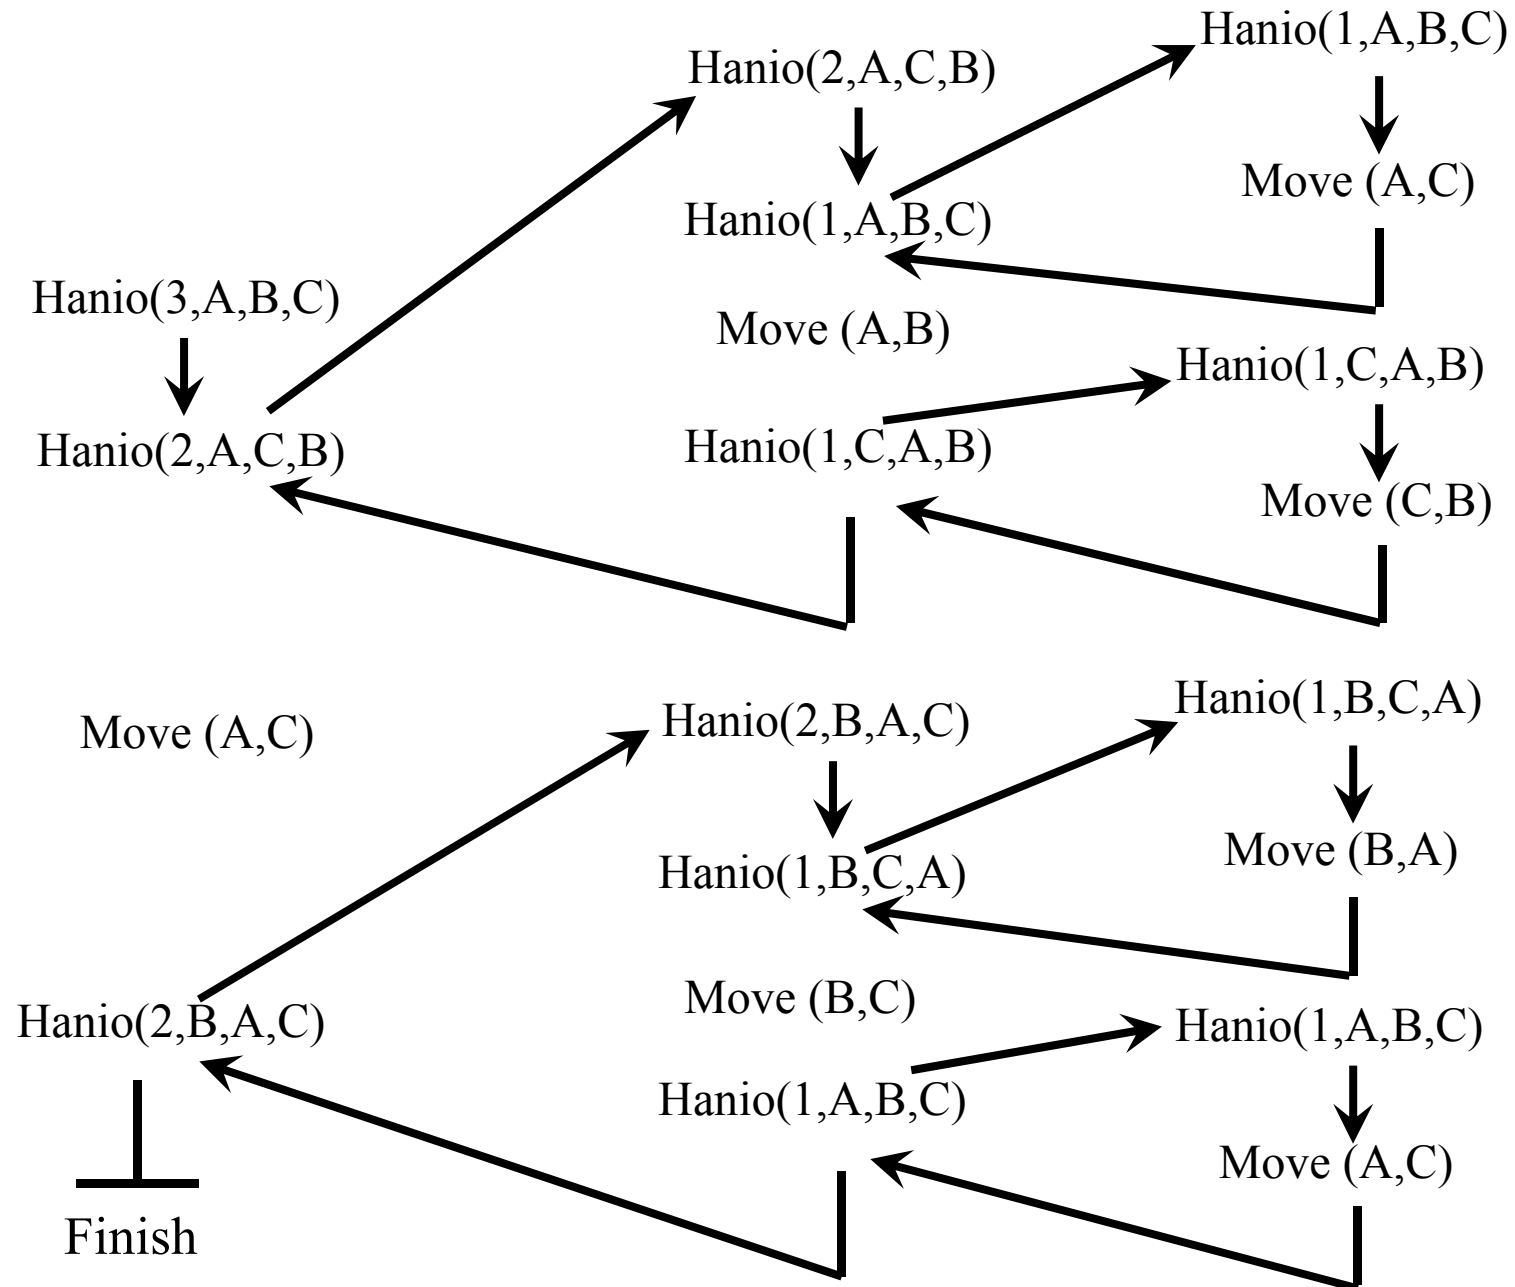 Hanio(1,A,B,C)
Hanio(2,A,C,B)
Move (A,C)
Hanio(1,A,B,C)
Hanio(3,A,B,C)
Move (A,B)
Hanio(1,C,A,B)
Hanio(2,A,C,B)
Hanio(1,C,A,B)
Move (C,B)
Hanio(1,B,C,A)
Move (A,C)
Hanio(2,B,A,C)
Move (B,A)
Hanio(1,B,C,A)
Move (B,C)
Hanio(2,B,A,C)
Hanio(1,A,B,C)
Hanio(1,A,B,C)
Move (A,C)
Finish